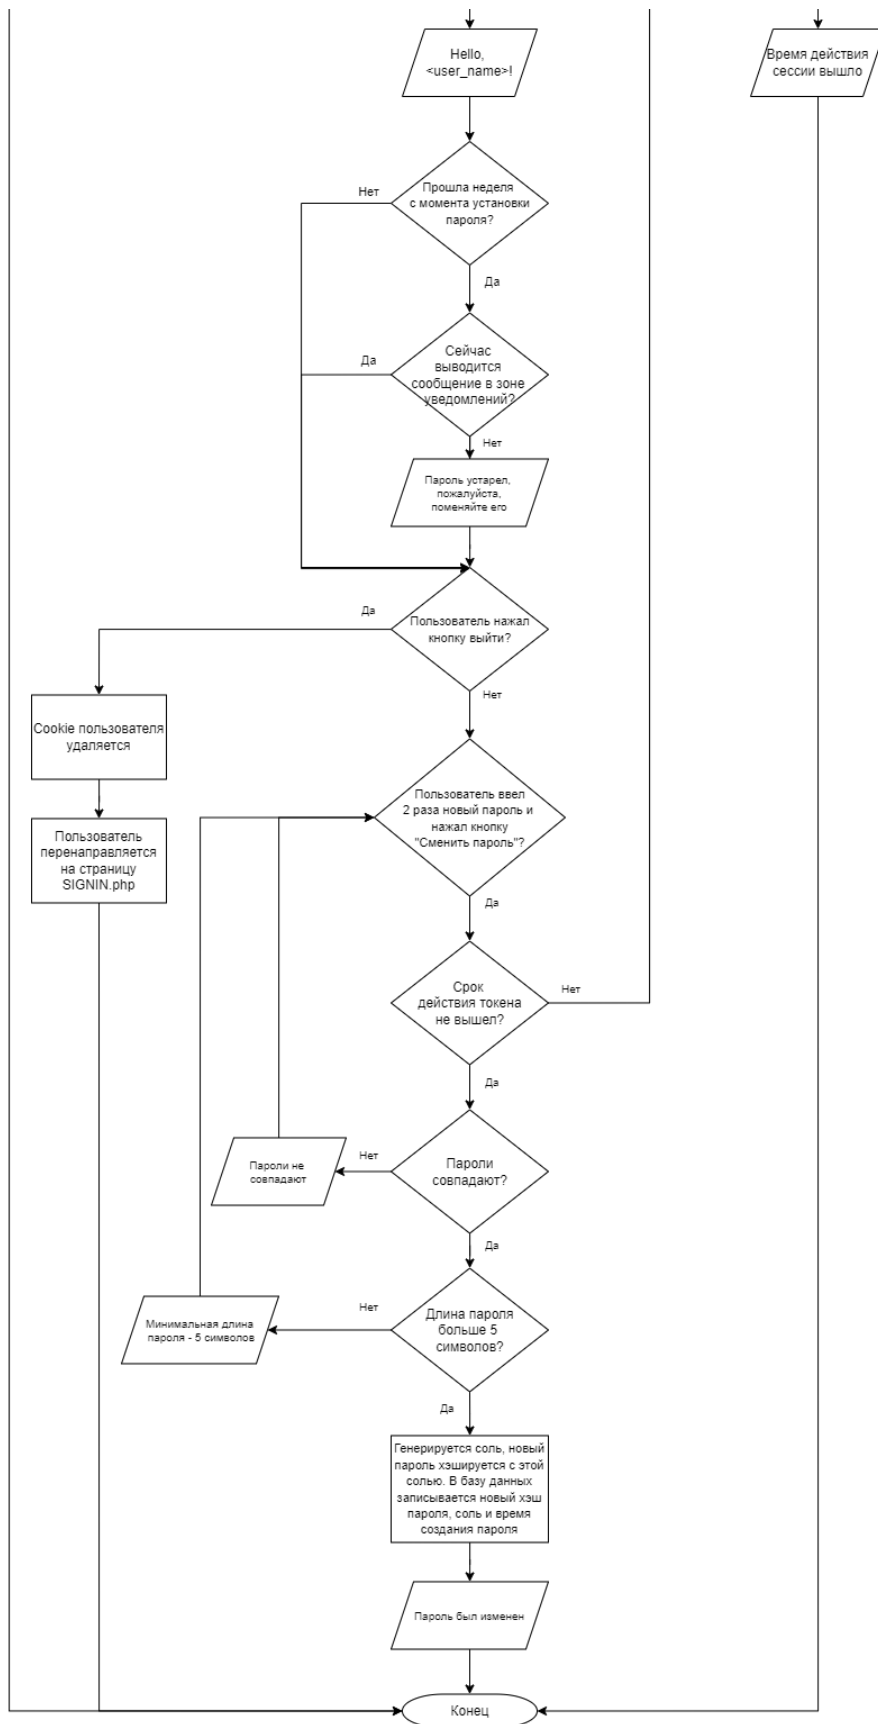 Hello,
<user_name>!
Время действия
сессии вышло
Прошла неделя
с момента установки
пароля?
Нет
Да
Сейчас
выводится
сообщение в зоне
уведомлений?
Да
Нет
Пароль устарел,
пожалуйста,
поменяйте его
Пользователь нажал
кнопку выйти?
Да
Нет
Cookie пользователя
удаляется
Пользователь
перенаправляется
на страницу
SIGNIN.php
Пользователь ввел
2 раза новый пароль и
нажал кнопку
"Сменить пароль"?
Да
Срок
действия токена
не вышел?
Нет
Да
Пароли
совпадают?
Нет
Пароли не
совпадают
Да
Длина пароля
больше 5
символов?
Нет
Минимальная длина
пароля - 5 символов
Да
Генерируется соль, новый
пароль хэшируется с этой
солью. В базу данных
записывается новый хэш
пароля, соль и время
создания пароля
Пароль был изменен
Конец